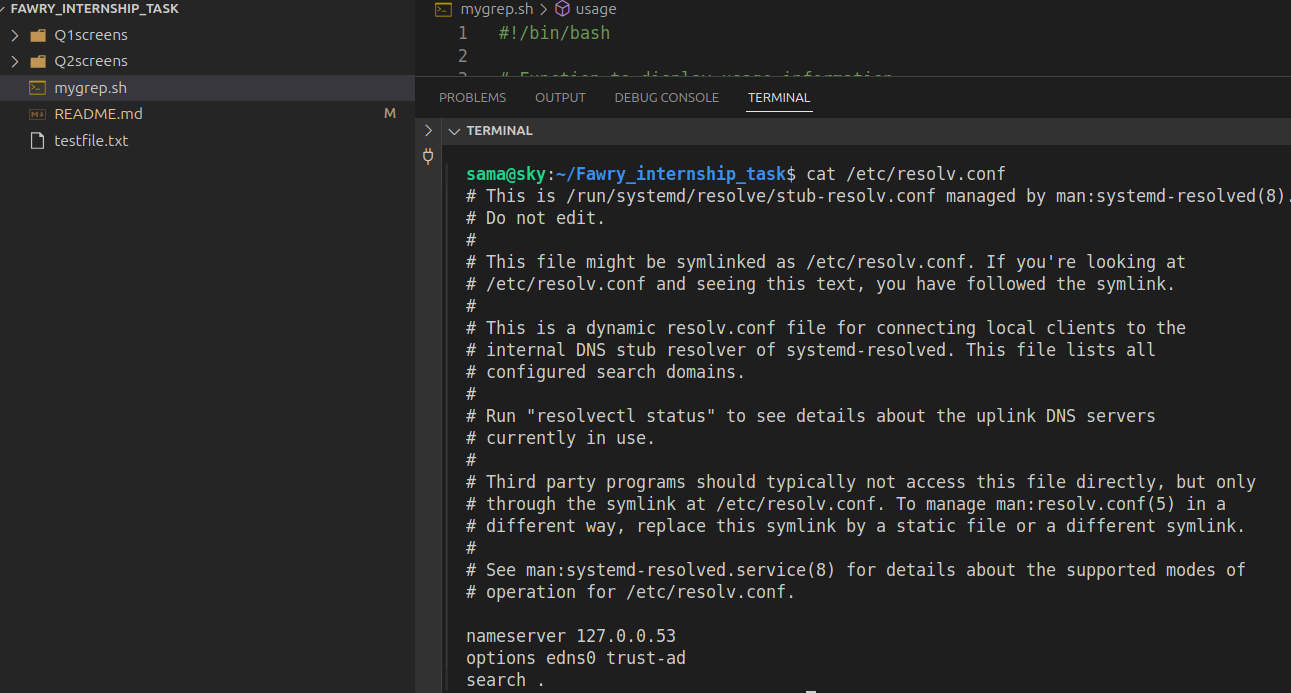 FAWRY_INTERNSHIP_TASK
Q1screens
Q2screens
mygrep.sh
README.md M
testfile.txt
mygrep.sh > usage
1 #!/bin/bash
2
3 # Function to display usage information
PROBLEMS OUTPUT DEBUG CONSOLE TERMINAL
TERMINAL
sama@sky:~/Fawry_internship_task$ cat /etc/resolv.conf
# This is /run/systemd/resolve/stub-resolv.conf managed by man:systemd-resolved(8).
# Do not edit.
#
# This file might be symlinked as /etc/resolv.conf. If you're looking at
# /etc/resolv.conf and seeing this text, you have followed the symlink.
#
# This is a dynamic resolv.conf file for connecting local clients to the
# internal DNS stub resolver of systemd-resolved. This file lists all
# configured search domains.
#
# Run "resolvectl status" to see details about the uplink DNS servers
# currently in use.
#
# Third party programs should typically not access this file directly, but only
# through the symlink at /etc/resolv.conf. To manage man:resolv.conf(5) in a
# different way, replace this symlink by a static file or a different symlink.
#
# See man:systemd-resolved.service(8) for details about the supported modes of
# operation for /etc/resolv.conf.
nameserver 127.0.0.53
options edns0 trust-ad
search .